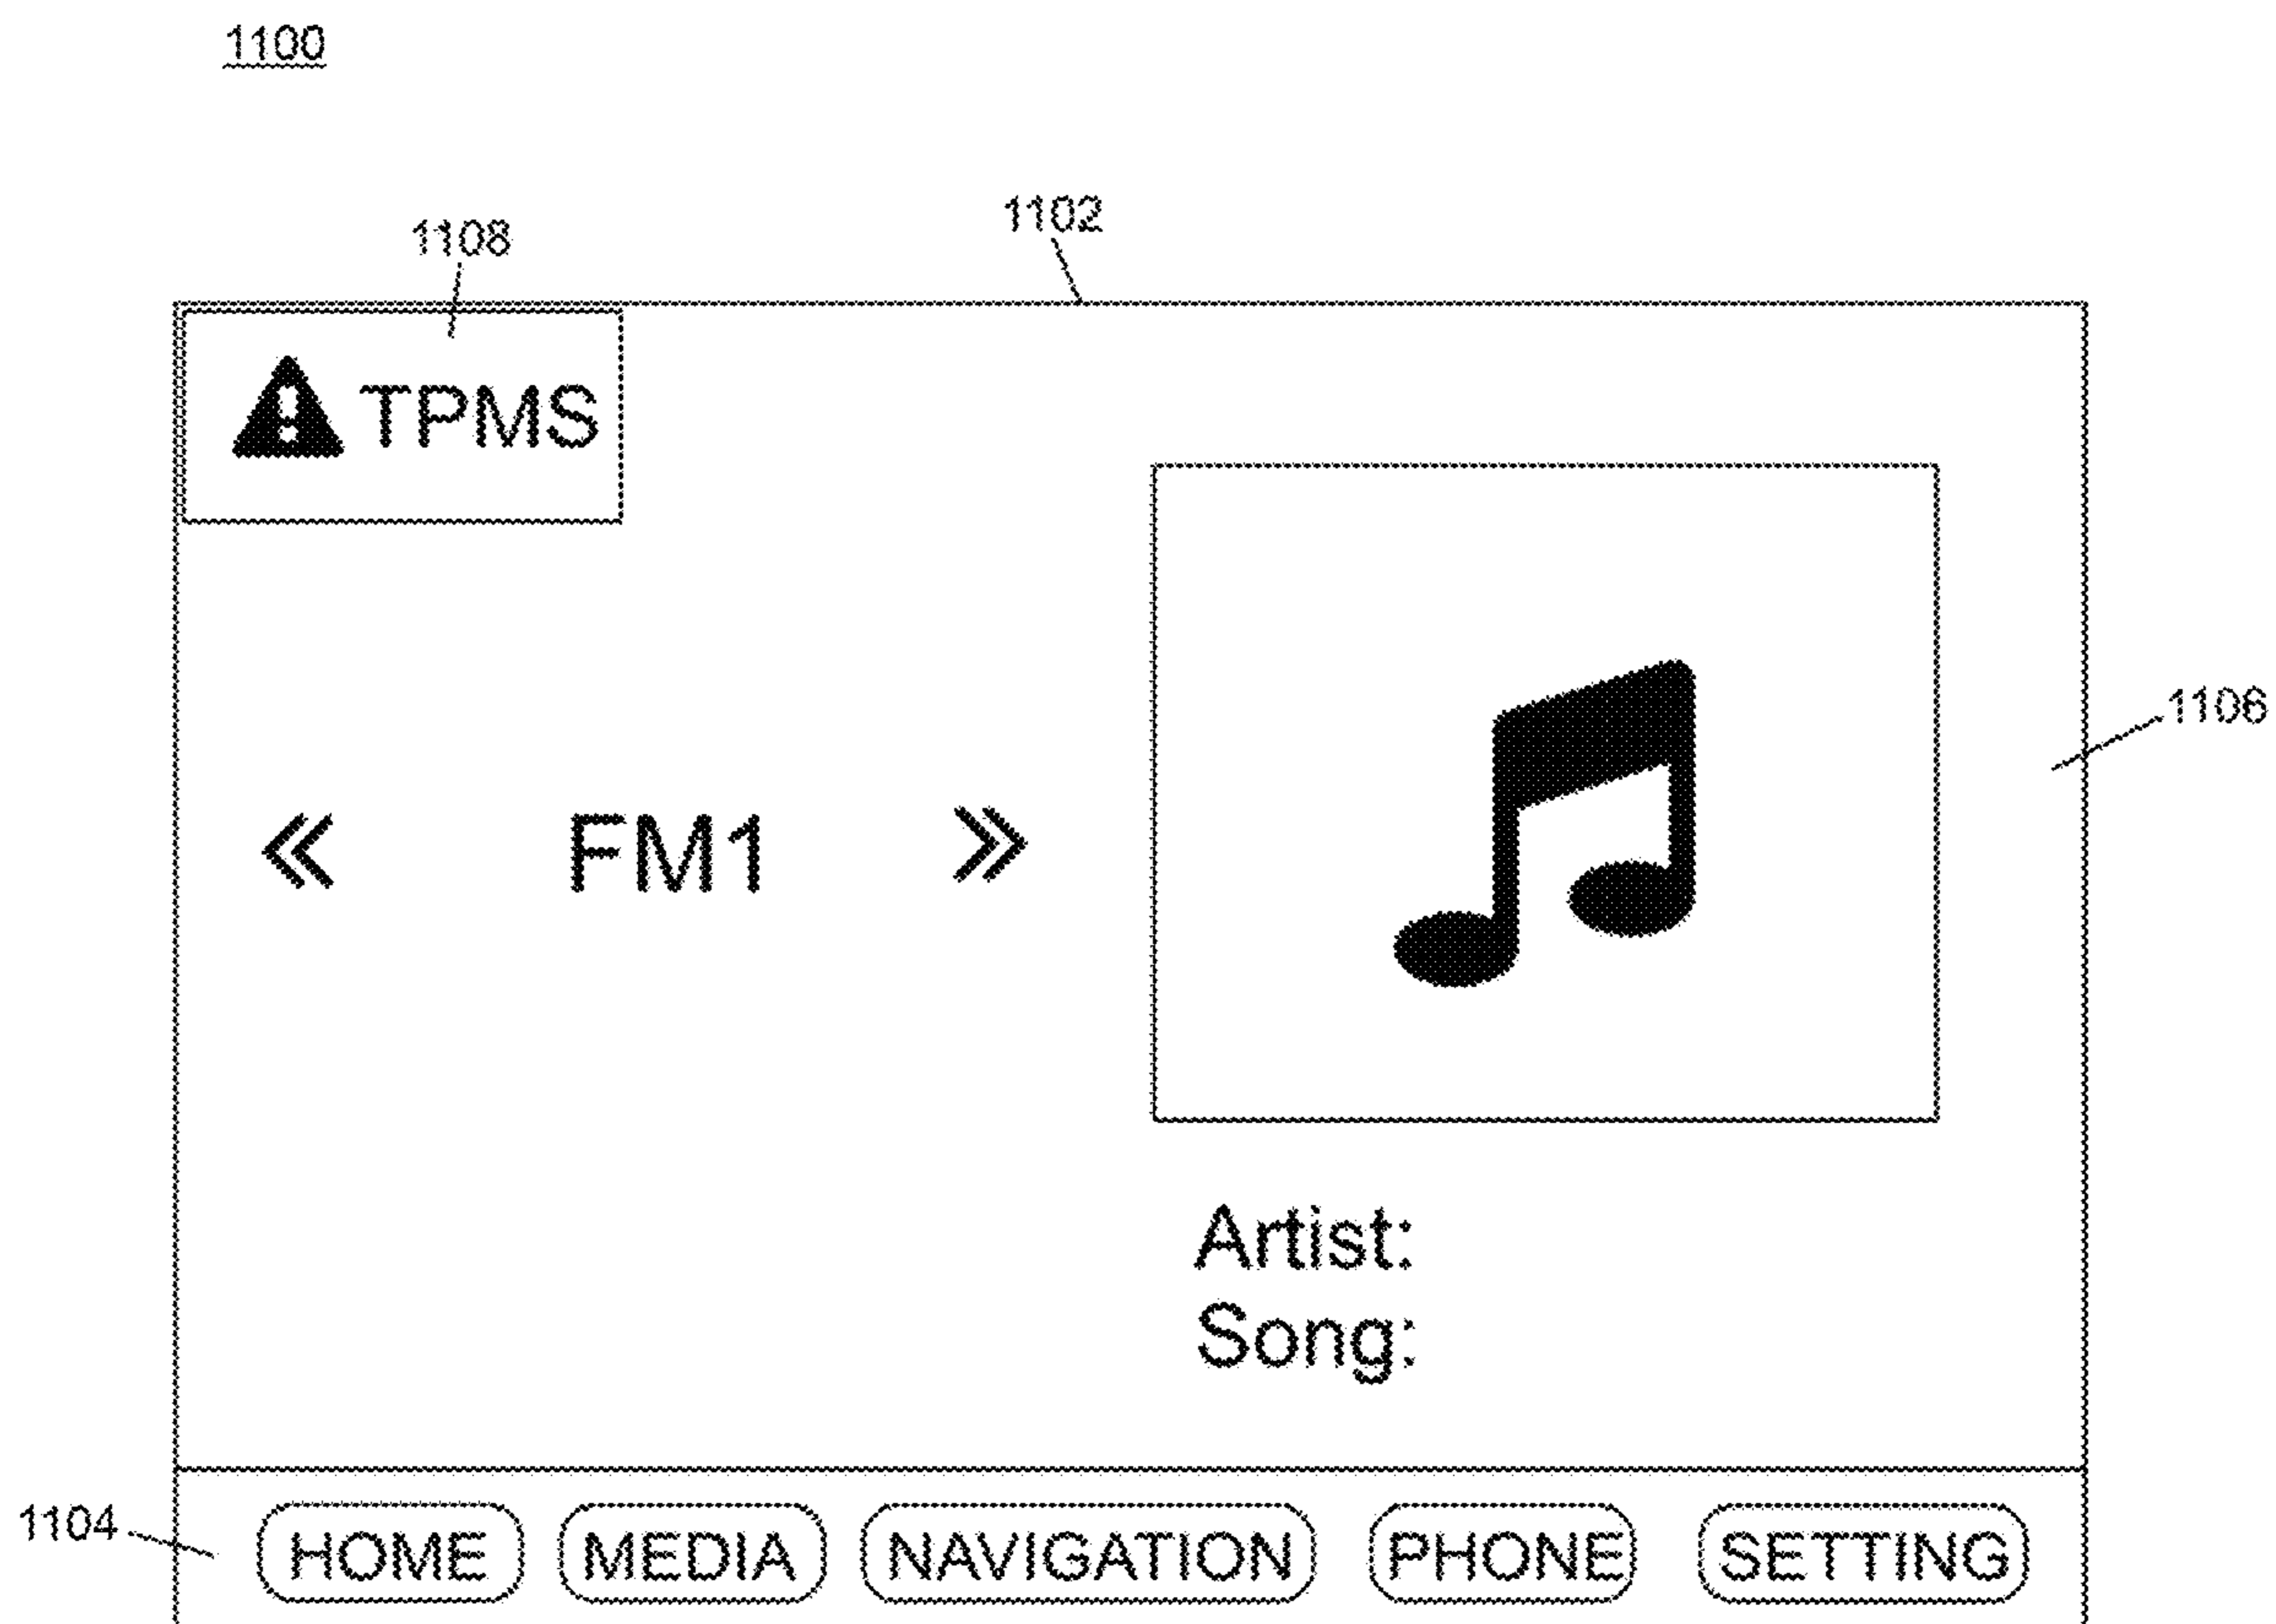 1100
1108
1102
TPMS
1106
FM1
Artist:
Song:
1104
HOME MEDIA NAVIGATION PHONE SETTING